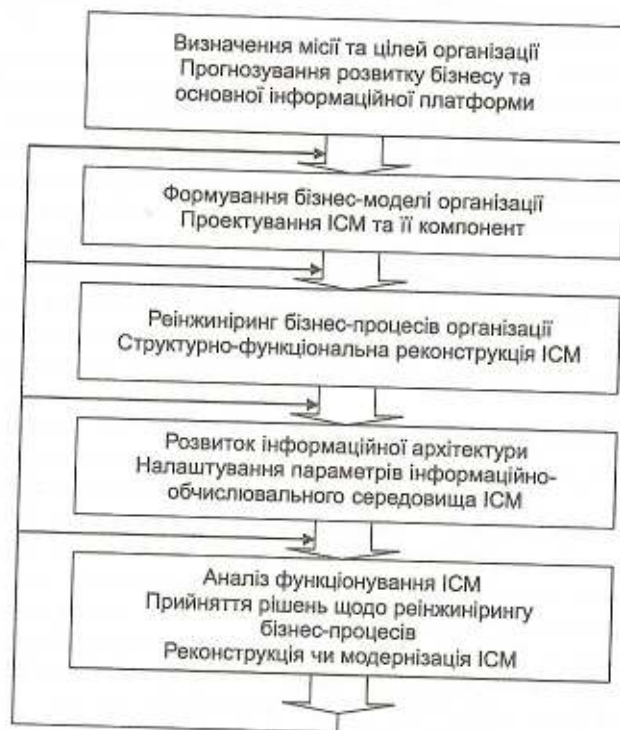 Визначення місії та цілей організації
Прогнозування розвитку бізнесу та
основної інформаційної платформи
Формування бізнес-моделі організації
Проектування ІСМ та її компонент
Реінжиніринг бізнес-процесів організації
Структурно-функціональна реконструкція ІСМ
Розвиток інформаційної архітектури
Налаштування параметрів інформаційно-
обчислювального середовища ІСМ
Аналіз функціонування ІСМ
Прийняття рішень щодо реінжинірингу
бізнес-процесів
Реконструкція чи модернізація ІСМ